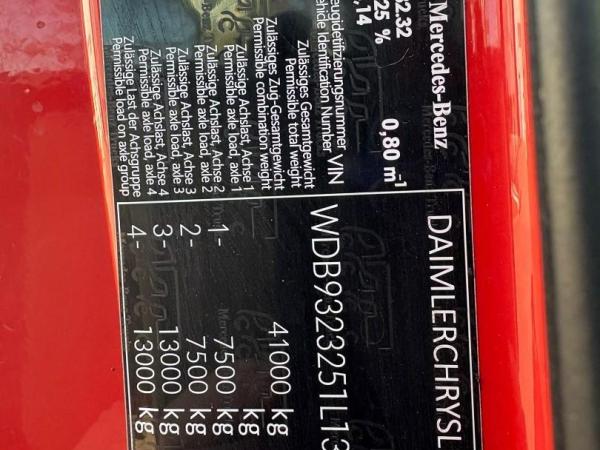 Mercedes-Benz
DAIMLERCHRYSL
02.32
25 %
,14
0,80 m-1
eugidetifizierungsnummer
ehicle Identification Number VIN
WDB9323251L13
Zulässiges Gesamtgewicht
Permissible total weight
Zulässiges Zug-Gesamtgewicht
Permissible combination weight
41000 kg
Zulässige Achslast, Achse 1
Permissible axle load, axle 1
1- 7500 kg
Zulässige Achslast, Achse 2
Permissible axle load, axle 2
2- 7500 kg
Zulässige Achslast, Achse 3
Permissible axle load, axle 3
3- 13000 kg
Zulässige Achslast, Achse 4
Permissible axle load, axle 4
4- 13000 kg
Zulässige Last der Achsgruppe
Permissible load on axle group